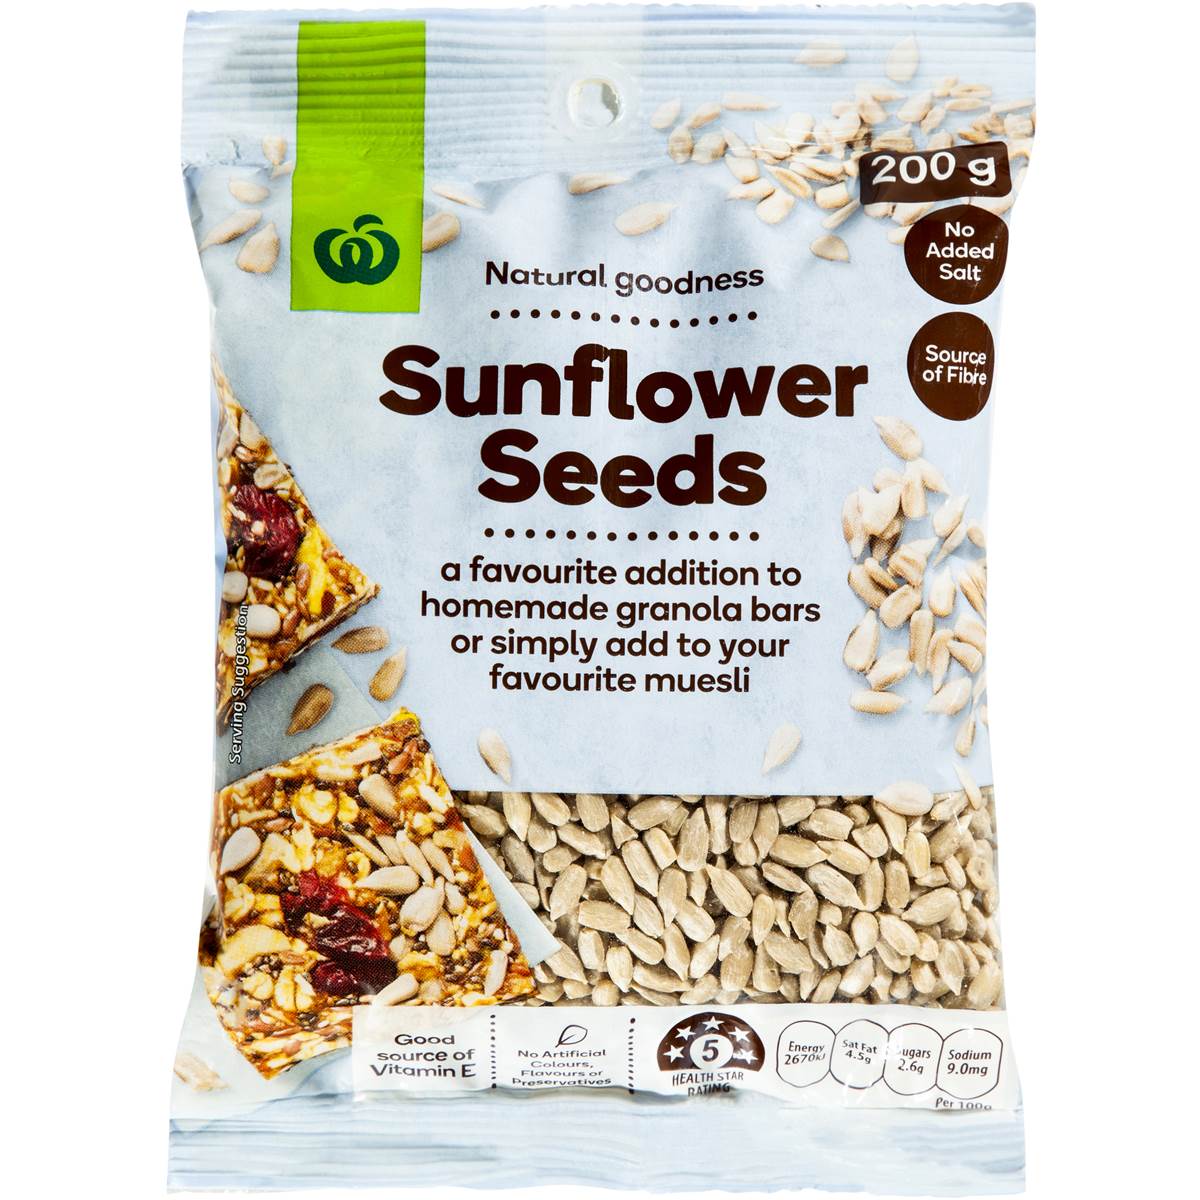 200 g
No
Added
Salt
Natural goodness
Source
of Fibre
Sunflower
Seeds
a favourite addition to
homemade granola bars
or simply add to your
favourite muesli
Serving Suggestion
Good
source of
Vitamin E
No Artificial
Colours,
Flavours or
Preservatives
5
HEALTH STAR
RATING
Energy
2670kJ
Sat Fat
4.5g
Sugars
2.6g
Sodium
9.0mg
Per 100g